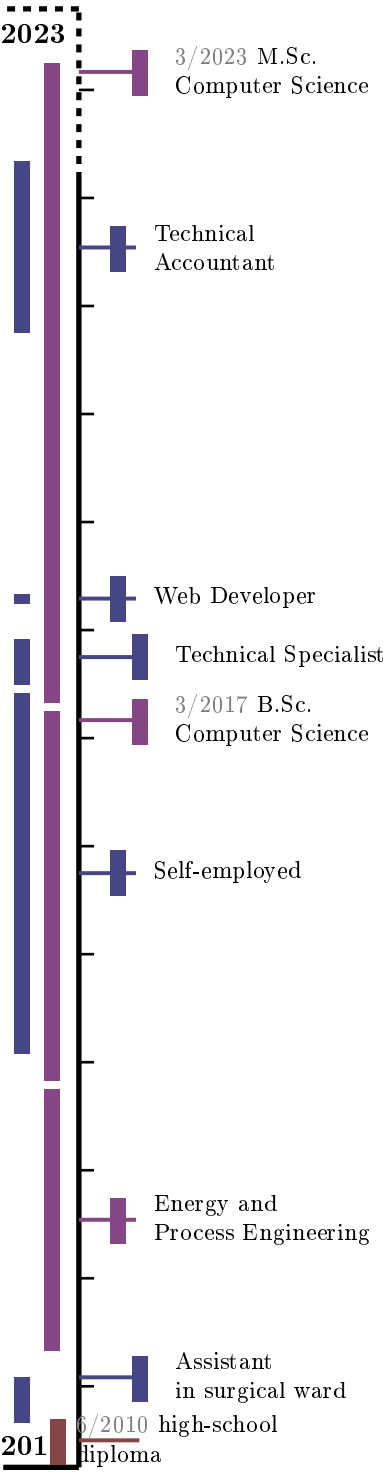 2023
3/2023 M.Sc.
Computer Science
Technical
Accountant
Web Developer
Technical Specialist
3/2017 B.Sc.
Computer Science
Self-employed
Energy and
Process Engineering
Assistant
in surgical ward
6/2010 high-school
201
diploma